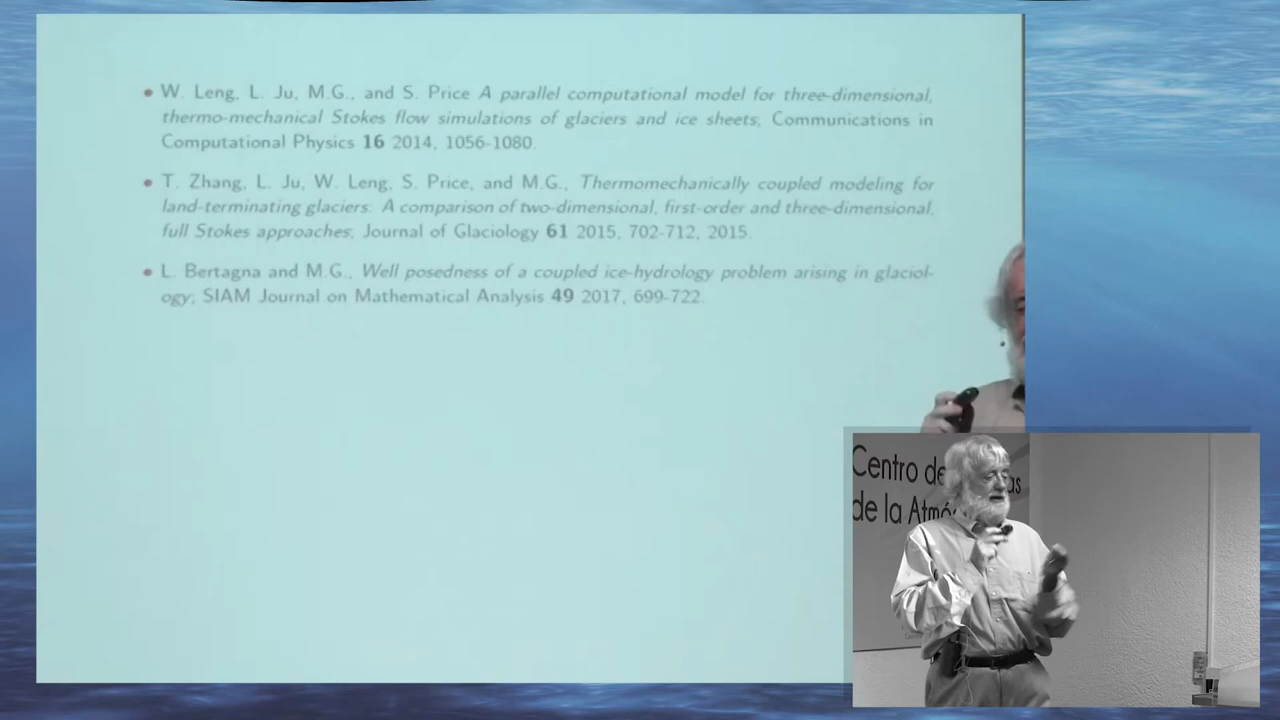 • W. Leng, L. Ju, M.G., and S. Price A parallel computational model for three-dimensional,
thermo-mechanical Stokes flow simulations of glaciers and ice sheets, Communications in
Computational Physics 16 2014, 1056-1080.
• T. Zhang, L. Ju, W. Leng, S. Price, and M.G., Thermomechanically coupled modeling for
land-terminating glaciers: A comparison of two-dimensional, first-order and three-dimensional,
full Stokes approaches, Journal of Glaciology 61 2015, 702-712, 2015.
• L. Bertagna and M.G., Well posedness of a coupled ice-hydrology problem arising in glaciol-
ogy; SIAM Journal on Mathematical Analysis 49 2017, 699-722.
Centro de as
de la Atmó